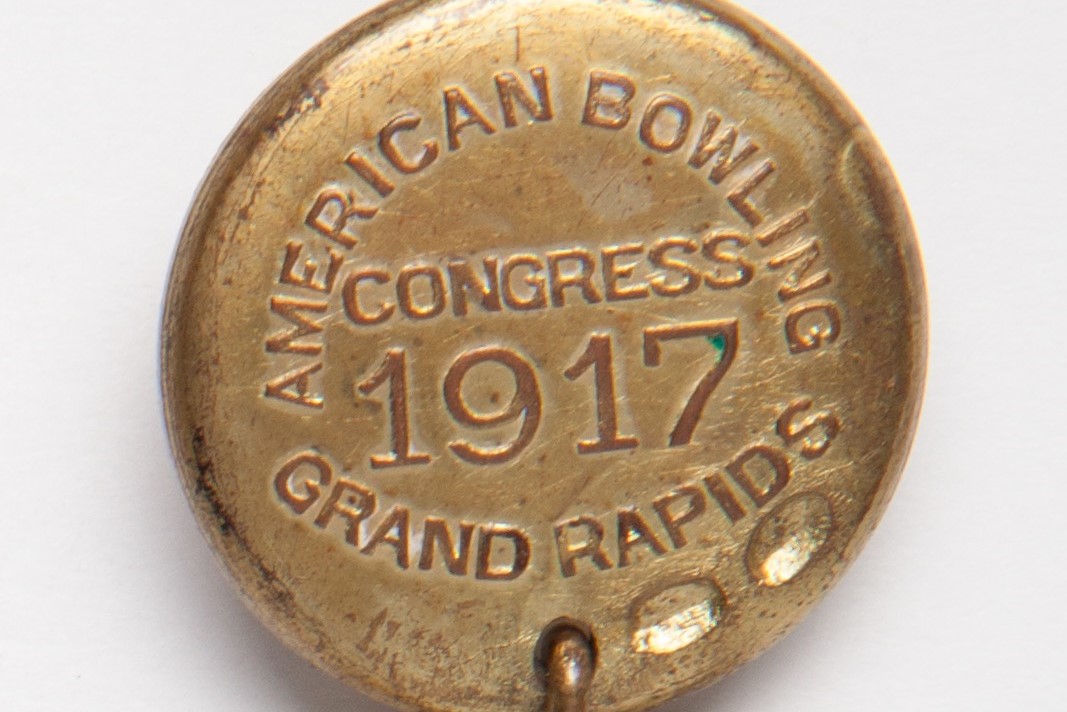 AMERICAN BOWLING
CONGRESS
1917
GRAND RAPIDS